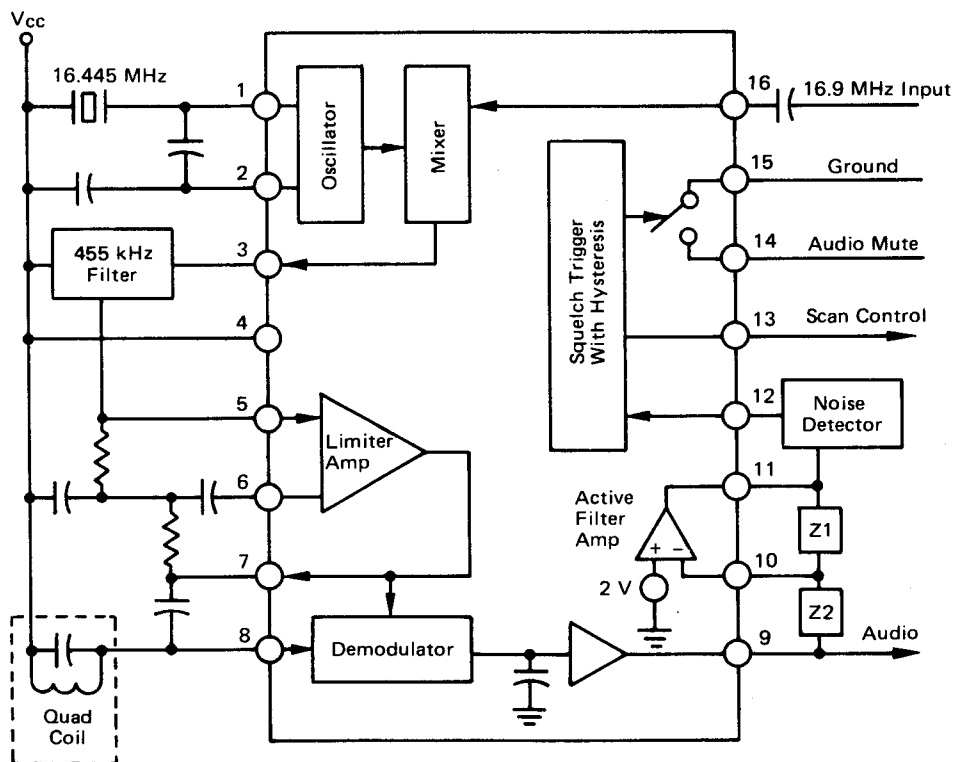 Vcc
16.445 MHz
1
16
16.9 MHz Input
Oscillator
Mixer
2
15
Ground
455 kHz
Filter
3
14
Audio Mute
Squelch Trigger
With Hysteresis
4
13
Scan Control
5
12
Noise
Detector
Limiter
Amp
6
11
Active
Filter
Amp
Z1
+ −
7
10
2 V
Z2
8
Demodulator
9
Audio
Quad
Coil